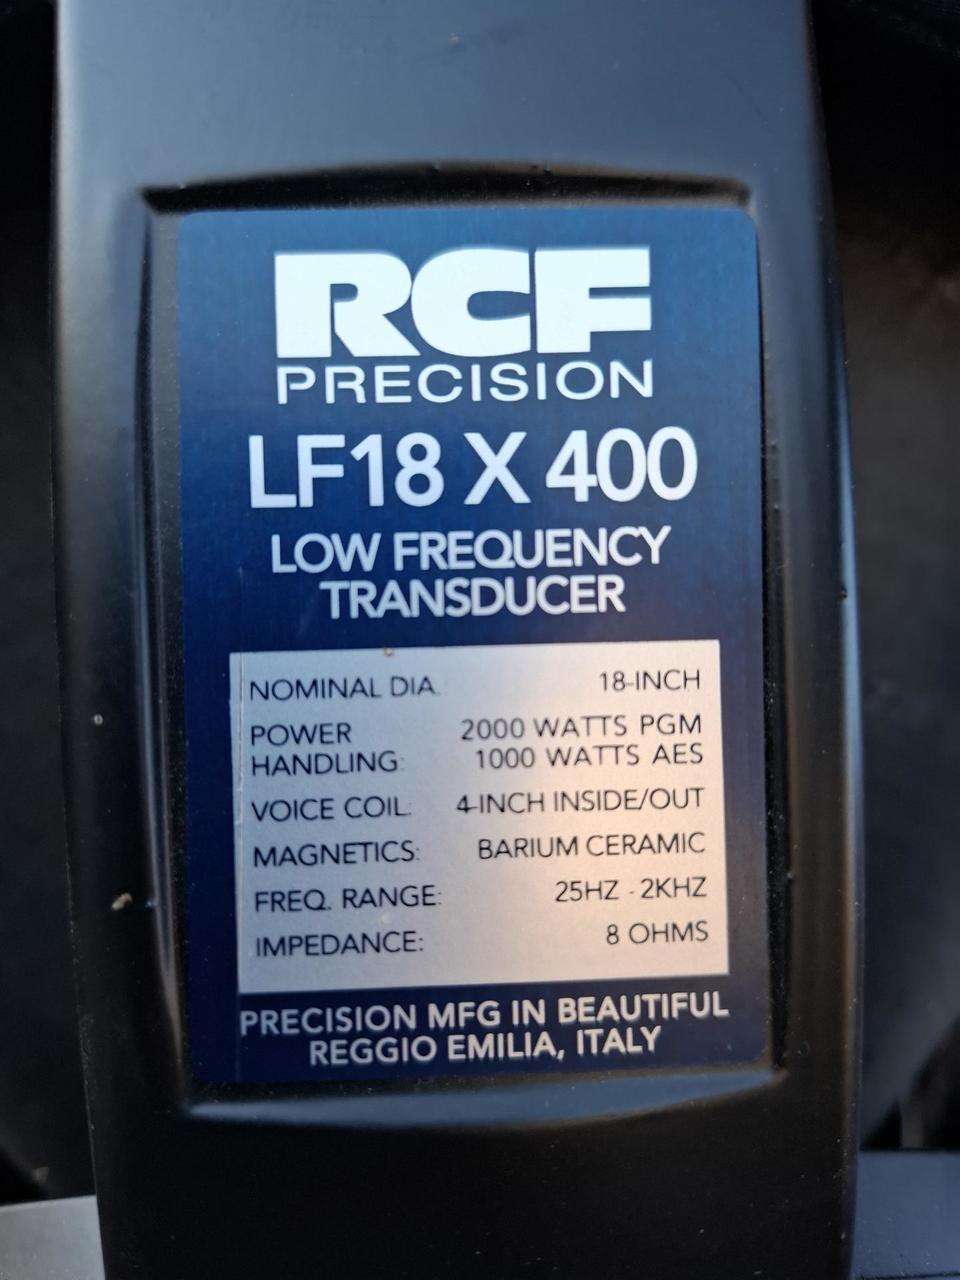 RCF
PRECISION
LF18 X 400
LOW FREQUENCY
TRANSDUCER
NOMINAL DIA.: 18-INCH
POWER 2000 WATTS PGM
HANDLING: 1000 WATTS AES
VOICE COIL: 4-INCH INSIDE/OUT
MAGNETICS: BARIUM CERAMIC
FREQ. RANGE: 25HZ - 2KHZ
IMPEDANCE: 8 OHMS
PRECISION MFG IN BEAUTIFUL
REGGIO EMILIA, ITALY